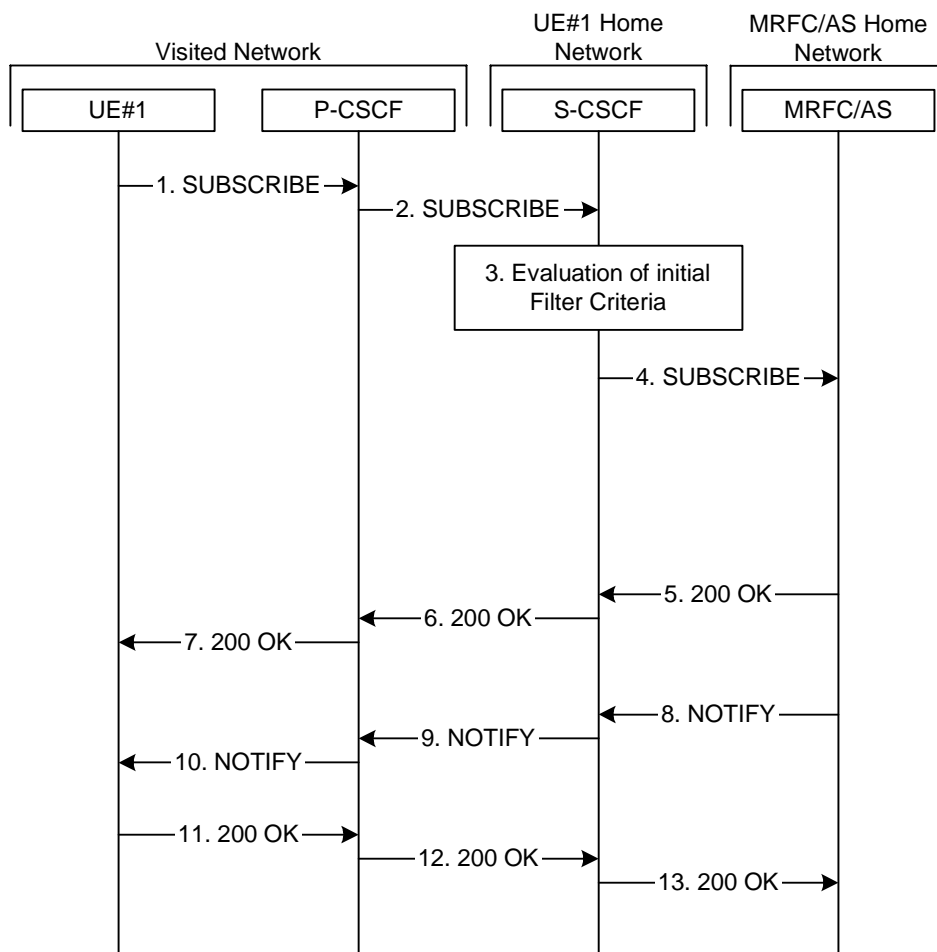 Visited Network
UE#1 Home
Network
MRFC/AS Home
Network
UE#1
P-CSCF
S-CSCF
MRFC/AS
1. SUBSCRIBE
2. SUBSCRIBE
3. Evaluation of initial
Filter Criteria
4. SUBSCRIBE
5. 200 OK
6. 200 OK
7. 200 OK
8. NOTIFY
9. NOTIFY
10. NOTIFY
11. 200 OK
12. 200 OK
13. 200 OK